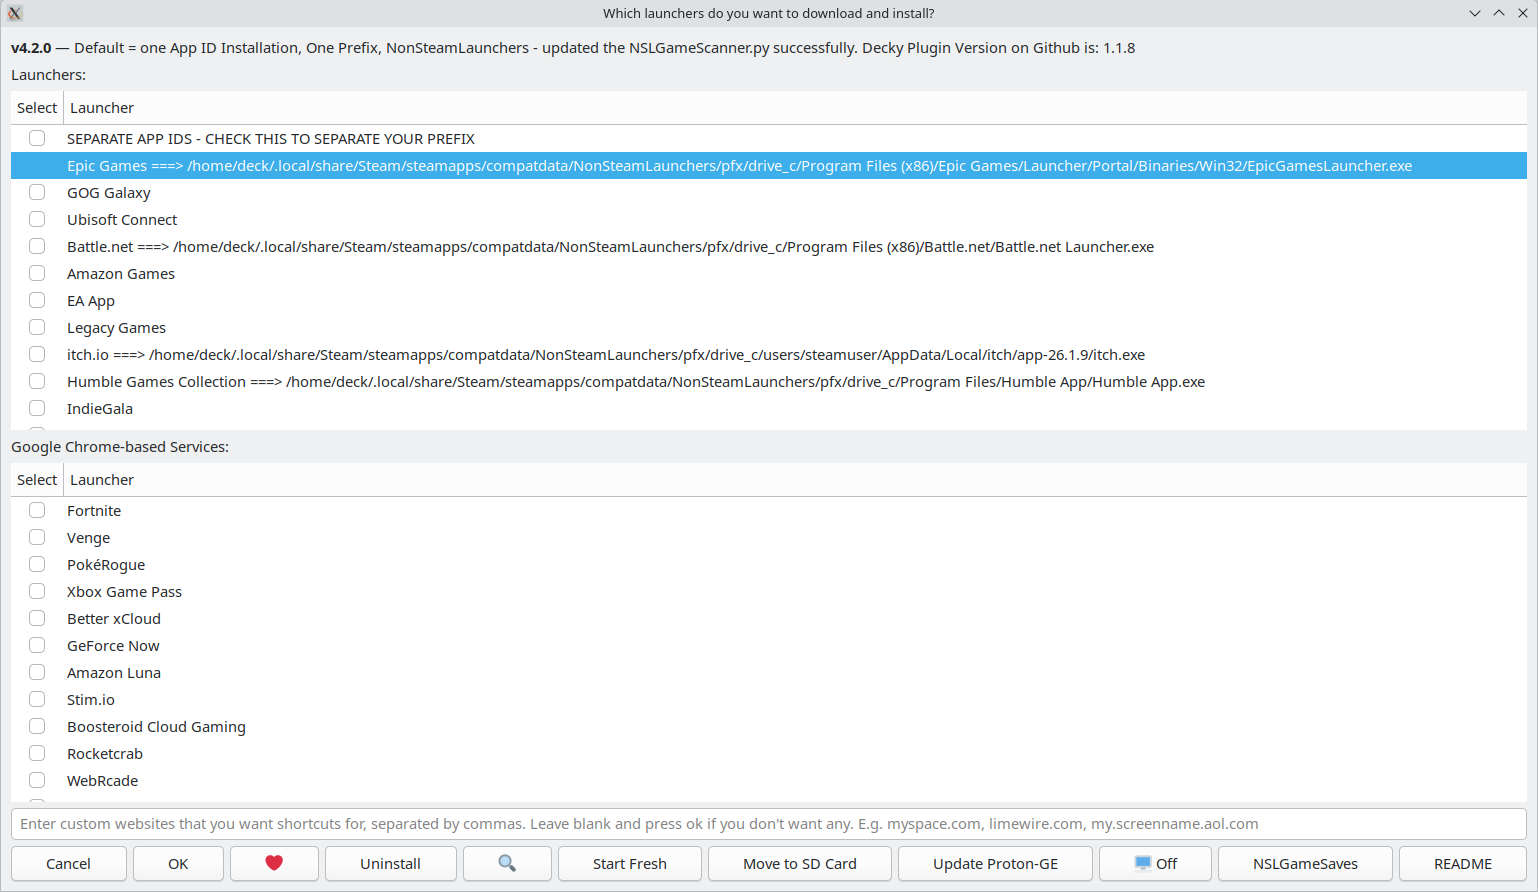 Which launchers do you want to download and install?
v4.2.0 — Default = one App ID Installation, One Prefix, NonSteamLaunchers - updated the NSLGameScanner.py successfully. Decky Plugin Version on Github is: 1.1.8
Launchers:
Select Launcher
SEPARATE APP IDS - CHECK THIS TO SEPARATE YOUR PREFIX
Epic Games ===> /home/deck/.local/share/Steam/steamapps/compatdata/NonSteamLaunchers/pfx/drive_c/Program Files (x86)/Epic Games/Launcher/Portal/Binaries/Win32/EpicGamesLauncher.exe
GOG Galaxy
Ubisoft Connect
Battle.net ===> /home/deck/.local/share/Steam/steamapps/compatdata/NonSteamLaunchers/pfx/drive_c/Program Files (x86)/Battle.net/Battle.net Launcher.exe
Amazon Games
EA App
Legacy Games
itch.io ===> /home/deck/.local/share/Steam/steamapps/compatdata/NonSteamLaunchers/pfx/drive_c/users/steamuser/AppData/Local/itch/app-26.1.9/itch.exe
Humble Games Collection ===> /home/deck/.local/share/Steam/steamapps/compatdata/NonSteamLaunchers/pfx/drive_c/Program Files/Humble App/Humble App.exe
IndieGala
Google Chrome-based Services:
Select Launcher
Fortnite
Venge
PokéRogue
Xbox Game Pass
Better xCloud
GeForce Now
Amazon Luna
Stim.io
Boosteroid Cloud Gaming
Rocketcrab
WebRcade
Enter custom websites that you want shortcuts for, separated by commas. Leave blank and press ok if you don't want any. E.g. myspace.com, limewire.com, my.screenname.aol.com
Cancel OK Uninstall Start Fresh Move to SD Card Update Proton-GE Off NSLGameSaves README